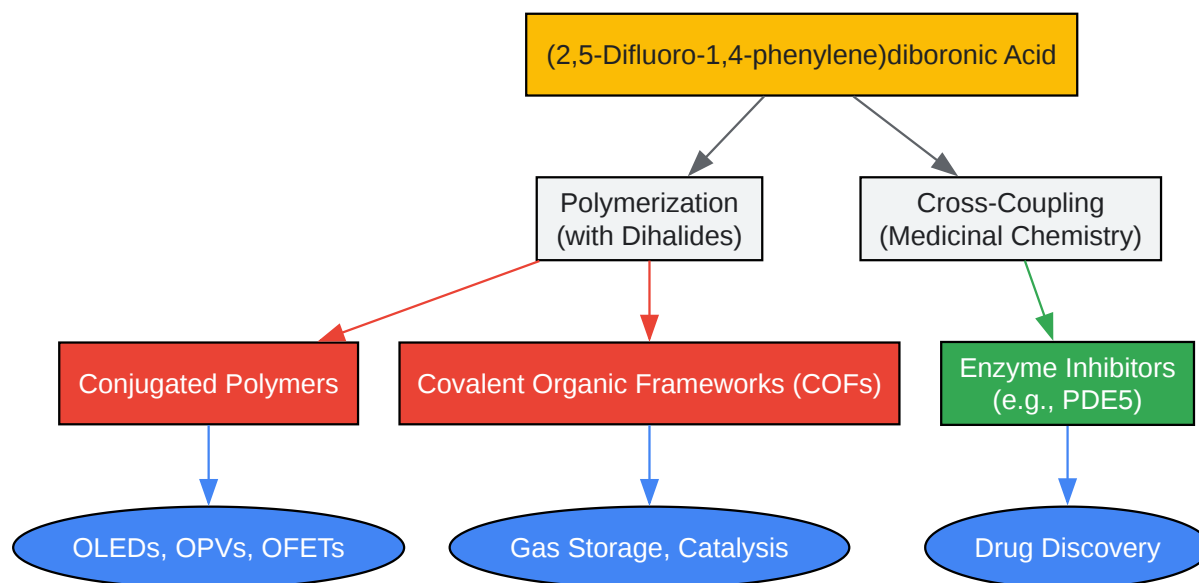 (2,5-Difluoro-1,4-phenylene)diboronic Acid
Polymerization
(with Dihalides)
Cross-Coupling
(Medicinal Chemistry)
Conjugated Polymers
Covalent Organic Frameworks (COFs)
Enzyme Inhibitors
(e.g., PDE5)
OLEDs, OPVs, OFETs
Gas Storage, Catalysis
Drug Discovery